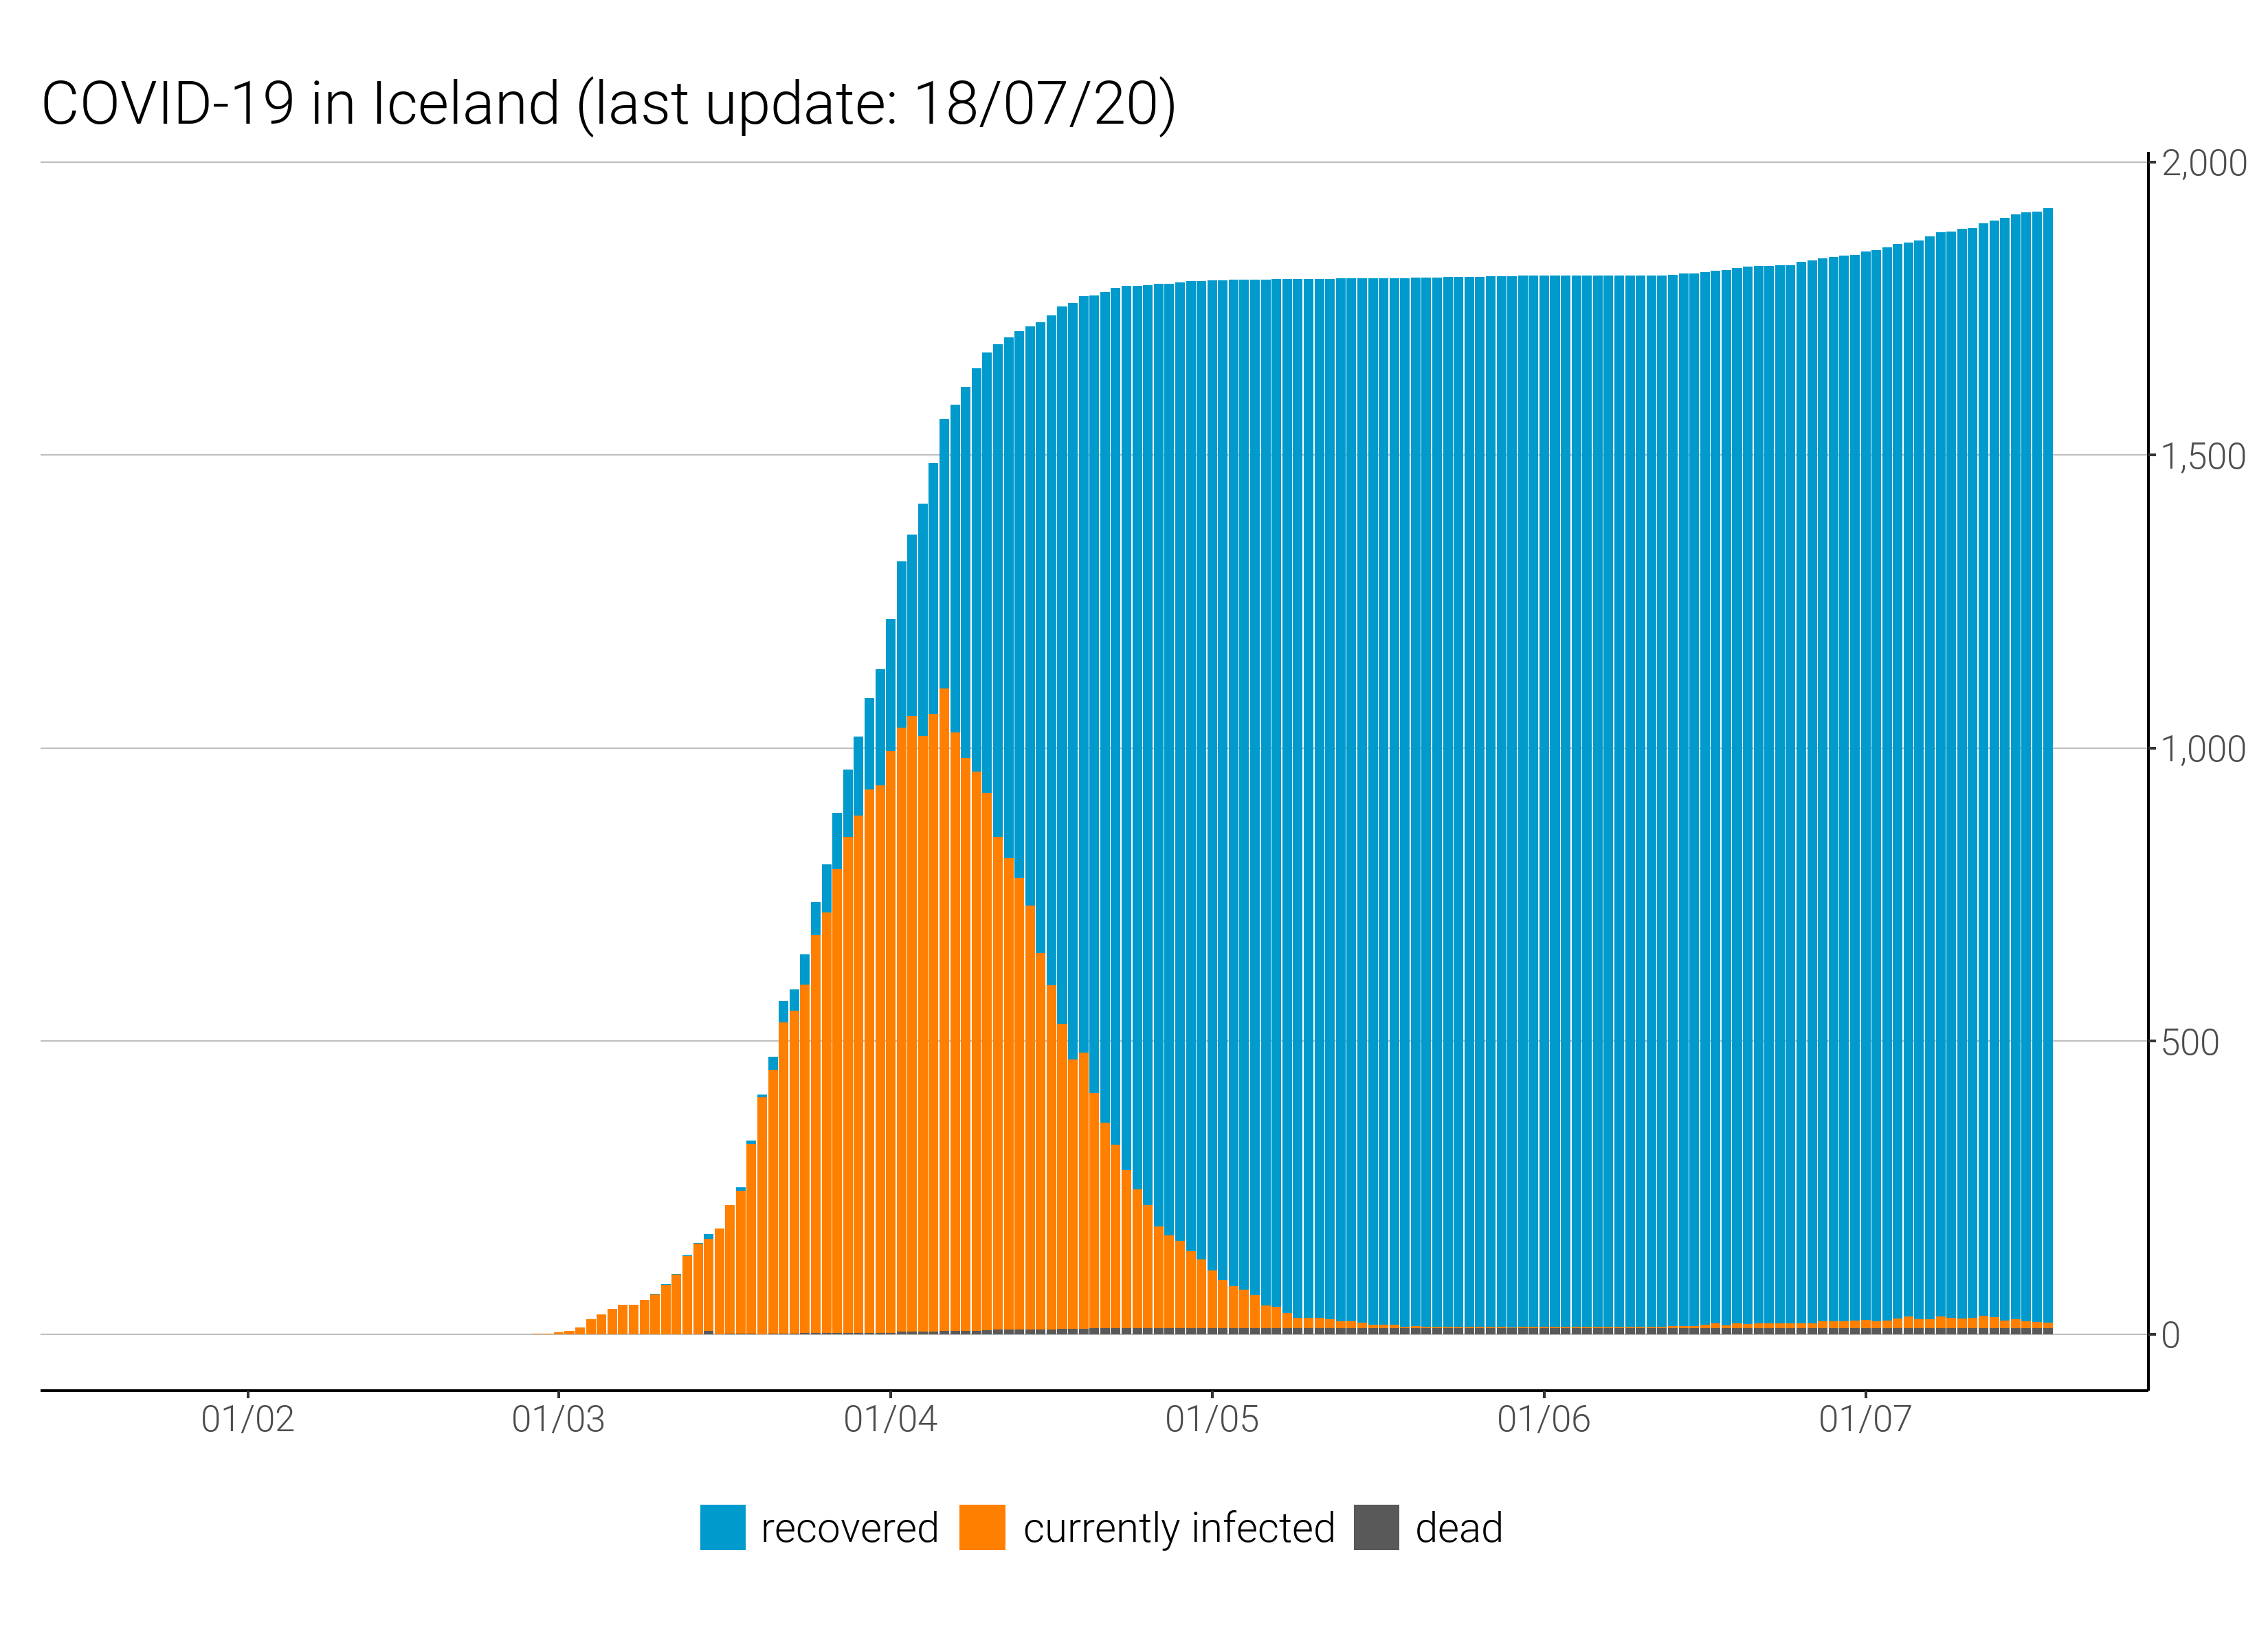 COVID-19 in Iceland (last update: 18/07/20)
2,000
1,500
1,000
500
0
01/02 01/03 01/04 01/05 01/06 01/07
recovered currently infected dead